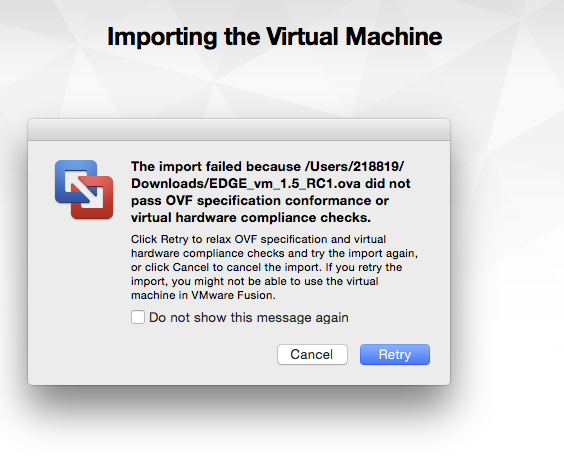 Importing the Virtual Machine
The import failed because /Users/218819/
Downloads/EDGE_vm_1.5_RC1.ova did not
pass OVF specification conformance or
virtual hardware compliance checks.
Click Retry to relax OVF specification and virtual
hardware compliance checks and try the import again,
or click Cancel to cancel the import. If you retry the
import, you might not be able to use the virtual
machine in VMware Fusion.
Do not show this message again
Cancel
Retry